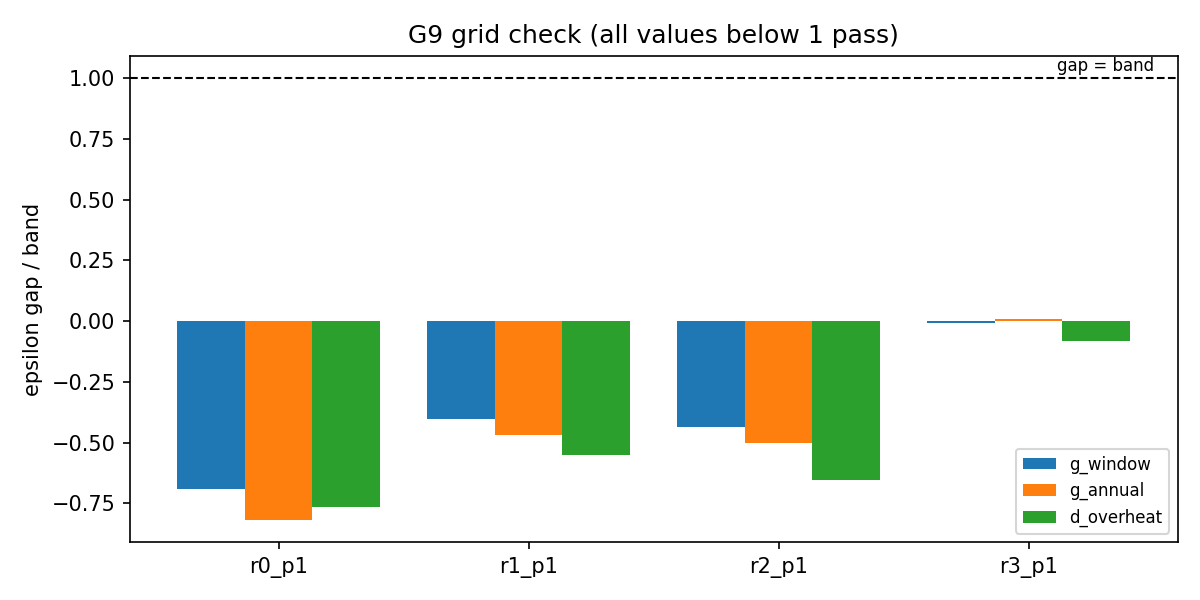 G9 grid check (all values below 1 pass)
gap = band
1.00
0.75
0.50
0.25
0.00
−0.25
−0.50
−0.75
epsilon gap / band
g_window
g_annual
d_overheat
r0_p1
r1_p1
r2_p1
r3_p1